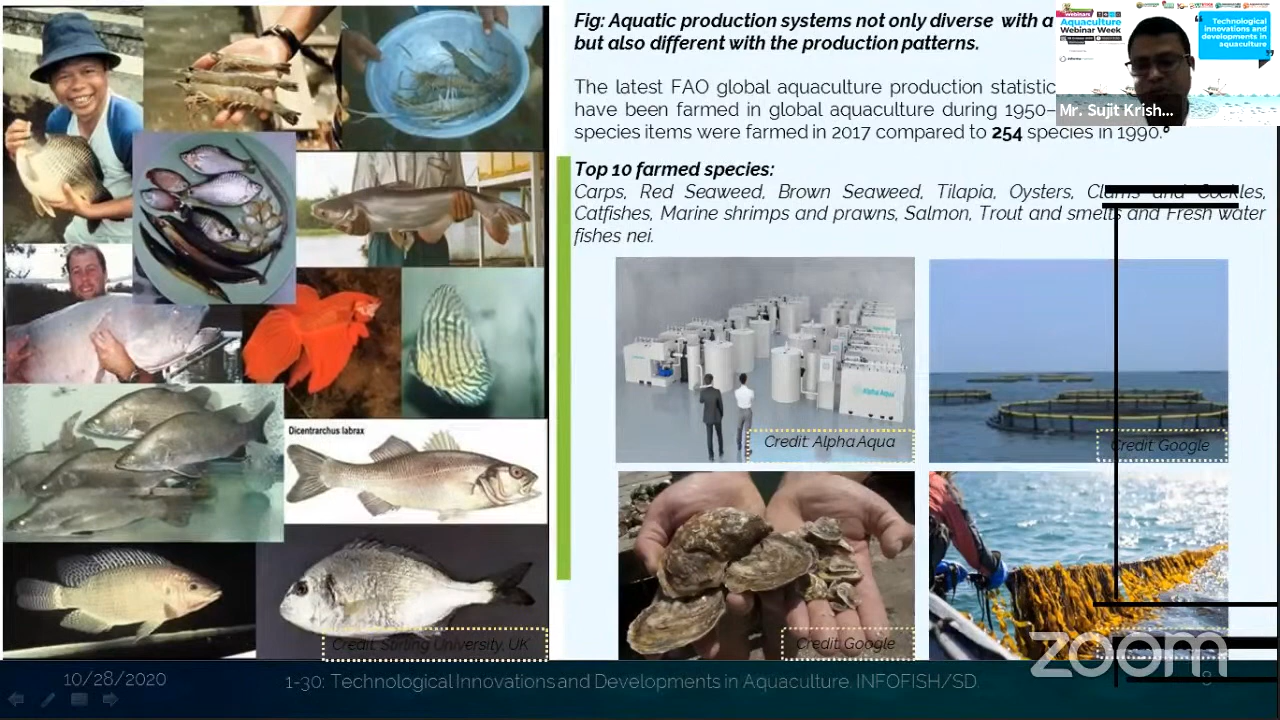 Fig: Aquatic production systems not only diverse with a
but also different with the production patterns.
The latest FAO global aquaculture production statistic
have been farmed in global aquaculture during 1950–
species items were farmed in 2017 compared to 254 species in 1990.
Top 10 farmed species:
Carps, Red Seaweed, Brown Seaweed, Tilapia, Oysters, Clams and Cockles,
Catfishes, Marine shrimps and prawns, Salmon, Trout and smelts and Fresh water
fishes nei.
Aquaculture
Webinar Week
Technological
innovations and
developments in
aquaculture
Mr. Sujit Krish...
Dicentrarchus labrax
Alpha Aqua
Credit: Alpha Aqua
Credit: Google
Credit: Stirling University, UK
Credit: Google
zoom
10/28/2020
1-30: Technological Innovations and Developments in Aquaculture. INFOFISH/SD.